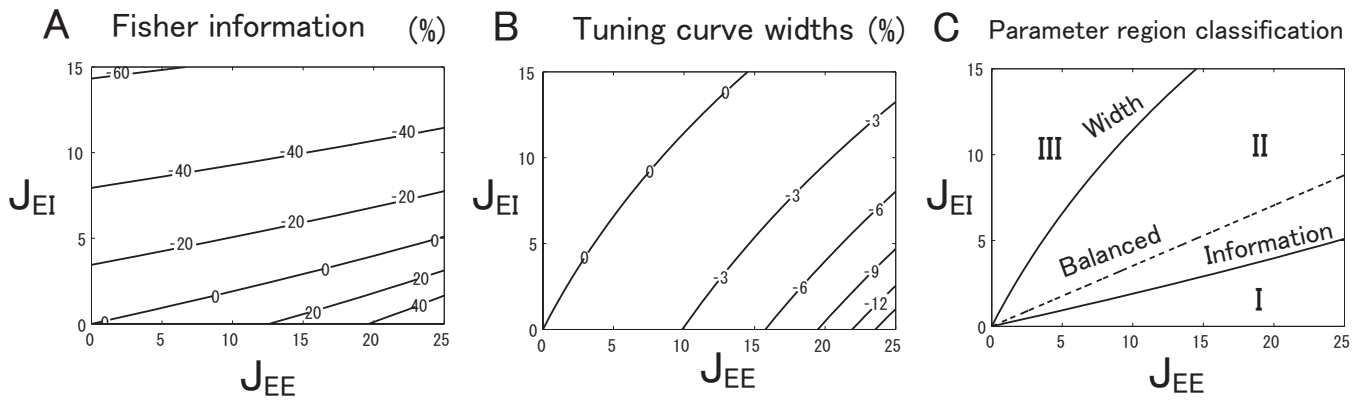 A Fisher information (%)
15
10
5
0
0 5 10 15 20 25
J_EI
J_EE
-60
-40
-40
-40
-20
-20
-20
0
0
0
0
20
20
40
B Tuning curve widths (%)
15
10
5
0
0 5 10 15 20 25
J_EI
J_EE
0
0
0
-3
-3
-3
-6
-6
-9
-12
C Parameter region classification
15
10
5
0
0 5 10 15 20 25
J_EI
J_EE
Width
III
II
Balanced
Information
I